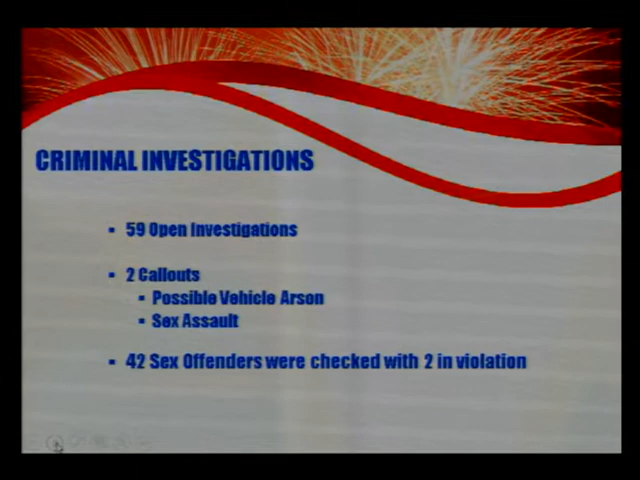 CRIMINAL INVESTIGATIONS
59 Open Investigations
2 Callouts
Possible Vehicle Arson
Sex Assault
42 Sex Offenders were checked with 2 in violation